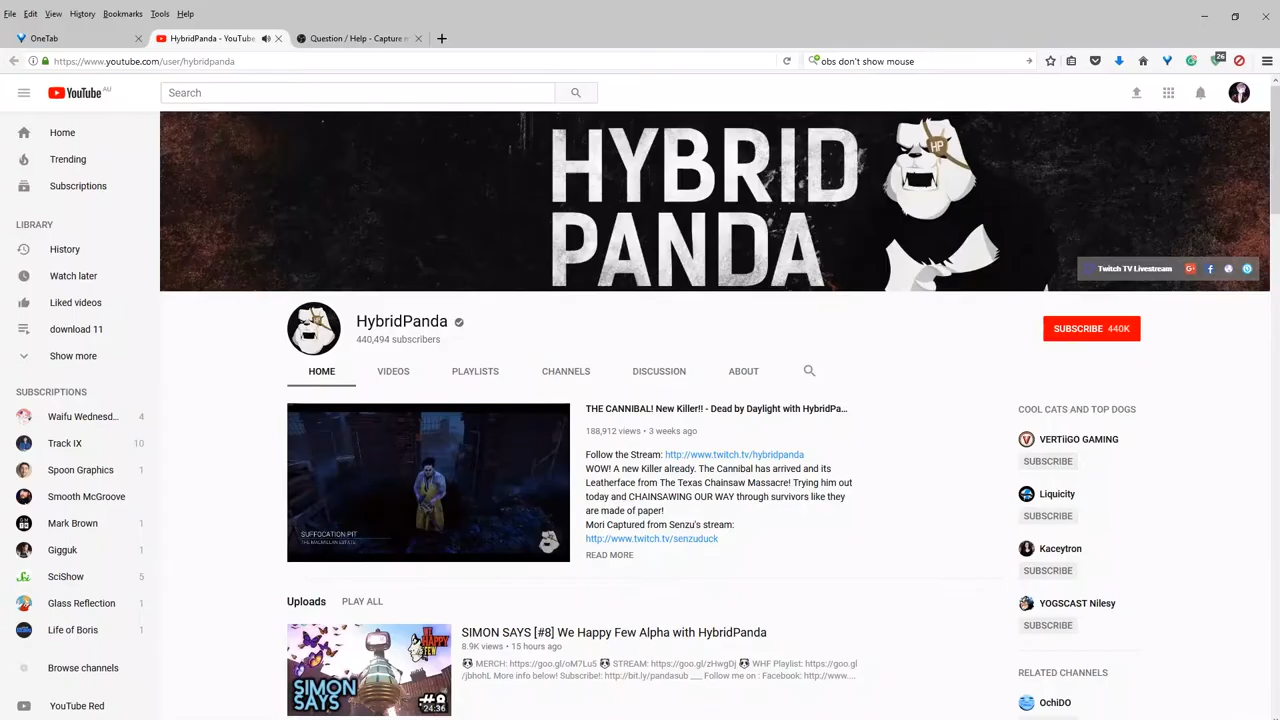 File Edit View History Bookmarks Tools Help
OneTab
HybridPanda - YouTube
Question / Help - Capture m
https://www.youtube.com/user/hybridpanda
obs don't show mouse
26
YouTube AU
Search
Home
Trending
Subscriptions
LIBRARY
History
Watch later
Liked videos
download 11
Show more
SUBSCRIPTIONS
Waifu Wednesd... 4
Track IX 10
Spoon Graphics 1
Smooth McGroove
Mark Brown 1
Gigguk 1
SciShow 5
Glass Reflection 1
Life of Boris 1
Browse channels
YouTube Red
HYBRID
PANDA
HP
Twitch TV Livestream
HybridPanda
440,494 subscribers
SUBSCRIBE 440K
HOME VIDEOS PLAYLISTS CHANNELS DISCUSSION ABOUT
SUFFOCATION PIT
THE MACMILLAN ESTATE
THE CANNIBAL! New Killer!! - Dead by Daylight with HybridPa...
188,912 views • 3 weeks ago
Follow the Stream: http://www.twitch.tv/hybridpanda
WOW! A new Killer already. The Cannibal has arrived and its
Leatherface from The Texas Chainsaw Massacre! Trying him out
today and CHAINSAWING OUR WAY through survivors like they
are made of paper!
Mori Captured from Senzu's stream:
http://www.twitch.tv/senzuduck
READ MORE
Uploads PLAY ALL
WE HAPPY FEW
SIMON
SAYS
#8
24:36
SIMON SAYS [#8] We Happy Few Alpha with HybridPanda
8.9K views • 15 hours ago
MERCH: https://goo.gl/oM7Lu5 STREAM: https://goo.gl/zHwgDj WHF Playlist: https://goo.gl
/jbhohL More info below! Subscribe!: http://bit.ly/pandasub ___ Follow me on : Facebook: http://www....
COOL CATS AND TOP DOGS
VERTiiGO GAMING
SUBSCRIBE
Liquicity
SUBSCRIBE
Kaceytron
SUBSCRIBE
YOGSCAST Nilesy
SUBSCRIBE
RELATED CHANNELS
OchiDO